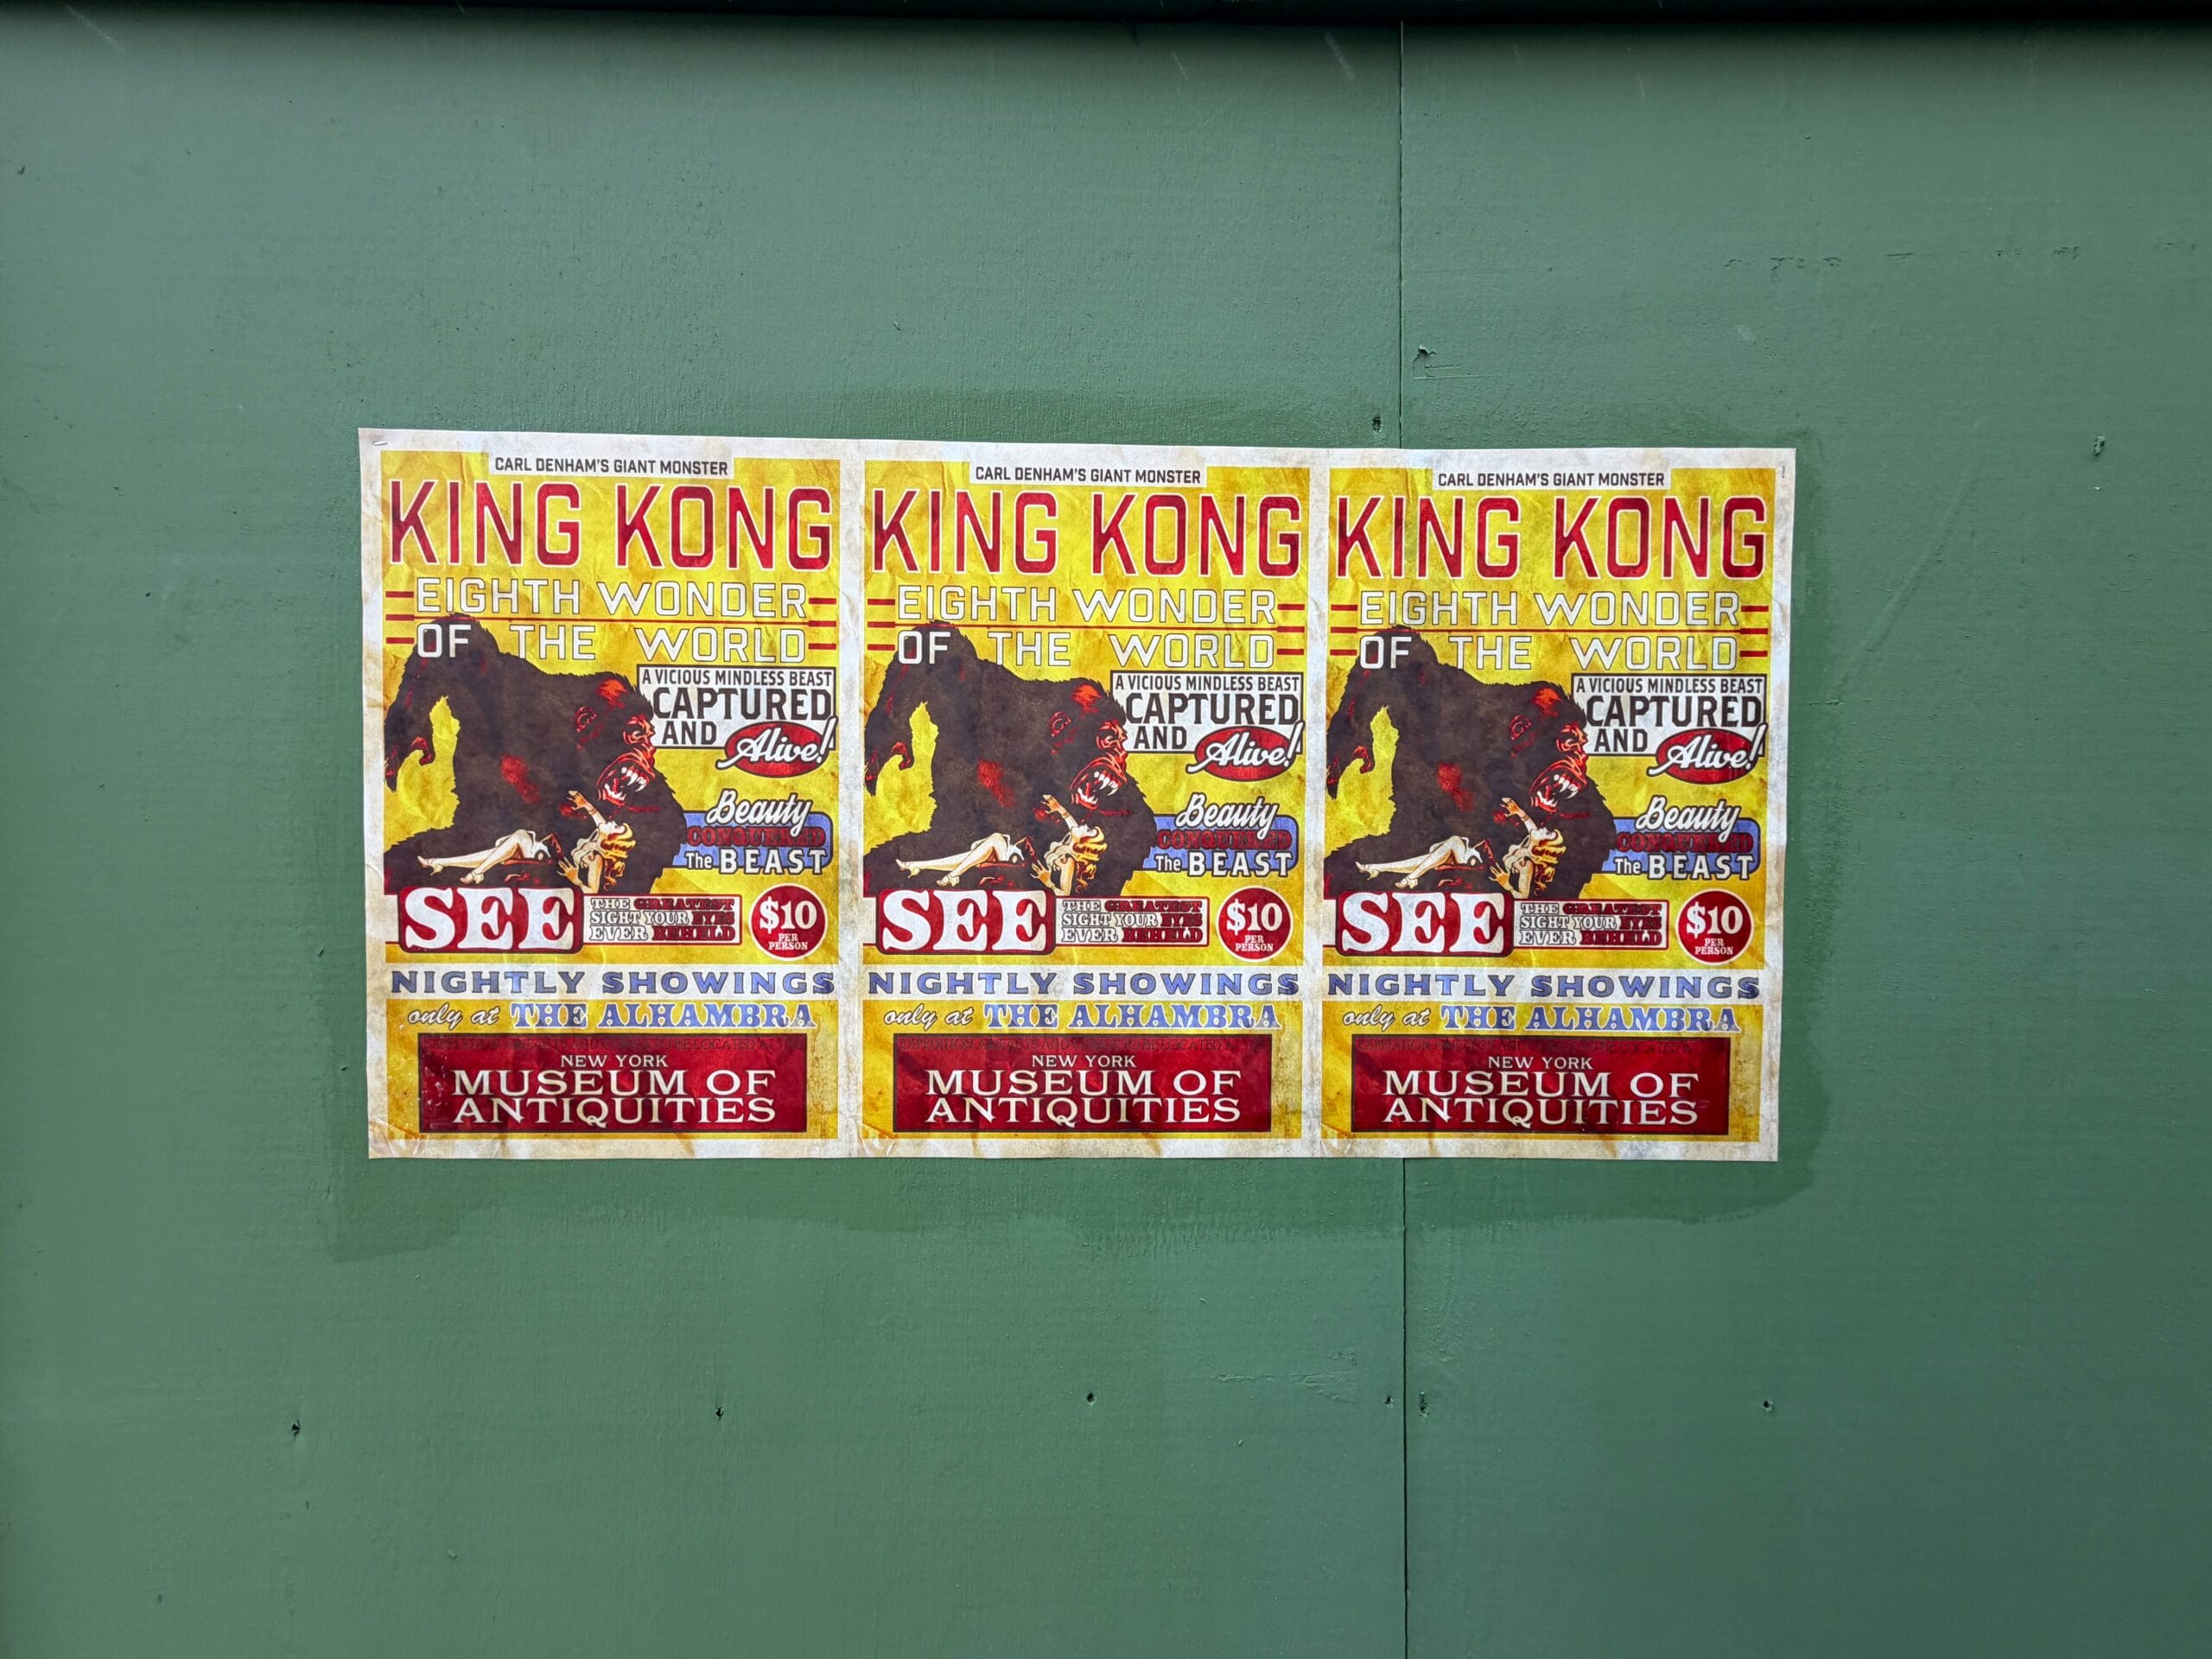 CARL DENHAM'S GIANT MONSTER
KING KONG
EIGHTH WONDER
OF THE WORLD
A VICIOUS MINDLESS BEAST
CAPTURED
AND Alive!
Beauty
CONQUERED
The BEAST
SEE
THE GREATEST
SIGHT YOUR EYES
EVER BEHELD
$10
PER
PERSON
NIGHTLY SHOWINGS
only at THE ALHAMBRA
NEW YORK
MUSEUM OF
ANTIQUITIES
CARL DENHAM'S GIANT MONSTER
KING KONG
EIGHTH WONDER
OF THE WORLD
A VICIOUS MINDLESS BEAST
CAPTURED
AND Alive!
Beauty
CONQUERED
The BEAST
SEE
THE GREATEST
SIGHT YOUR EYES
EVER BEHELD
$10
PER
PERSON
NIGHTLY SHOWINGS
only at THE ALHAMBRA
NEW YORK
MUSEUM OF
ANTIQUITIES
CARL DENHAM'S GIANT MONSTER
KING KONG
EIGHTH WONDER
OF THE WORLD
A VICIOUS MINDLESS BEAST
CAPTURED
AND Alive!
Beauty
CONQUERED
The BEAST
SEE
THE GREATEST
SIGHT YOUR EYES
EVER BEHELD
$10
PER
PERSON
NIGHTLY SHOWINGS
only at THE ALHAMBRA
NEW YORK
MUSEUM OF
ANTIQUITIES